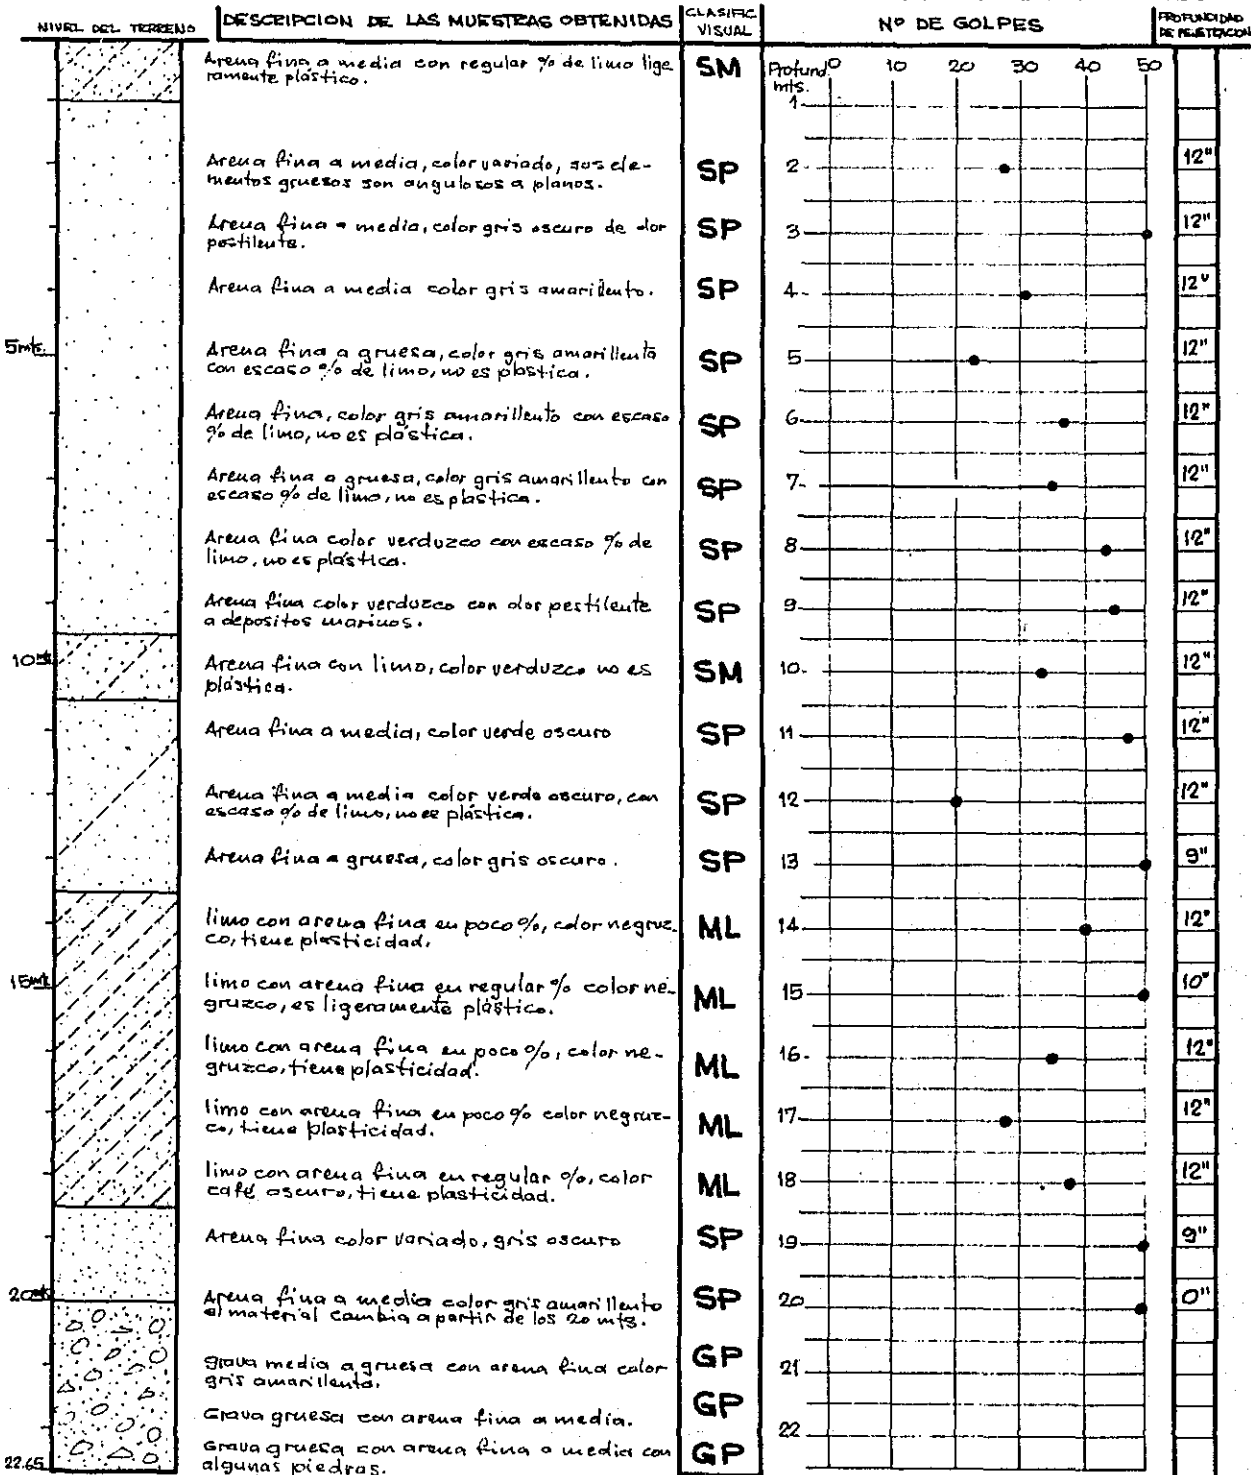 NIVEL DEL TERRENO
DESCRIPCION DE LAS MUESTRAS OBTENIDAS
CLASIFIC
VISUAL
Nº DE GOLPES
PROFUNDIDAD
DE PENETRACION
Profund
mts.
0 10 20 30 40 50
Arena fina a media con regular % de limo lige
ramente plástico.
SM
1
Arena fina a media, color variado, sus ele-
mentos gruesos son angulosos a planos.
SP
2
12"
Arena fina a media, color gris oscuro de olor
pestilente.
SP
3
12"
Arena fina a media color gris amarillento.
SP
4
12"
5mts.
Arena fina a gruesa, color gris amarillento
con escaso % de limo, no es plastica.
SP
5
12"
Arena fina, color gris amarillento con escaso
% de limo, no es plástica.
SP
6
12"
Arena fina a gruesa, color gris amarillento con
escaso % de limo, no es plastica.
SP
7
12"
Arena fina color verduzco con escaso % de
limo, no es plástica.
SP
8
12"
Arena fina color verduzco con olor pestilente
a depositos marinos.
SP
9
12"
10mts
Arena fina con limo, color verduzco no es
plástica.
SM
10
12"
Arena fina a media, color verde oscuro
SP
11
12"
Arena fina a media color verde oscuro, con
escaso % de limo, no es plástica.
SP
12
12"
Arena fina a gruesa, color gris oscuro.
SP
13
9"
limo con arena fina en poco %, color negruz-
co, tiene plasticidad.
ML
14
12"
15mts
limo con arena fina en regular % color ne-
gruzco, es ligeramente plástico.
ML
15
10"
limo con arena fina en poco %, color ne-
gruzco, tiene plasticidad.
ML
16
12"
limo con arena fina en poco % color negruz-
co, tiene plasticidad.
ML
17
12"
limo con arena fina en regular %, color
café oscuro, tiene plasticidad.
ML
18
12"
Arena fina color variado, gris oscuro
SP
19
9"
20mts
Arena fina a media color gris amarillento
el material cambia a partir de los 20 mts.
SP
20
0"
grava media a gruesa con arena fina color
gris amarillento.
GP
21
Grava gruesa con arena fina a media.
GP
22
22.65
Grava gruesa con arena fina a media con
algunas piedras.
GP